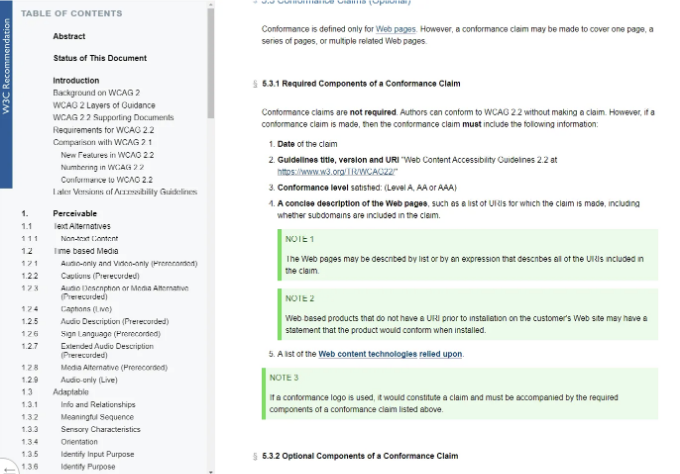 W3C Recommendation
TABLE OF CONTENTS
Abstract
Status of This Document
Introduction
Background on WCAG 2
WCAG 2 Layers of Guidance
WCAG 2.2 Supporting Documents
Requirements for WCAG 2.2
Comparison with WCAG 2.1
New Features in WCAG 2.2
Numbering in WCAG 2.2
Conformance to WCAG 2.2
Later Versions of Accessibility Guidelines
1. Perceivable
1.1 Text Alternatives
1.1.1 Non-text Content
1.2 Time-based Media
1.2.1 Audio-only and Video-only (Prerecorded)
1.2.2 Captions (Prerecorded)
1.2.3 Audio Description or Media Alternative
(Prerecorded)
1.2.4 Captions (Live)
1.2.5 Audio Description (Prerecorded)
1.2.6 Sign Language (Prerecorded)
1.2.7 Extended Audio Description
(Prerecorded)
1.2.8 Media Alternative (Prerecorded)
1.2.9 Audio-only (Live)
1.3 Adaptable
1.3.1 Info and Relationships
1.3.2 Meaningful Sequence
1.3.3 Sensory Characteristics
1.3.4 Orientation
1.3.5 Identify Input Purpose
1.3.6 Identify Purpose
5.3 Conformance Claims (Optional)
Conformance is defined only for Web pages. However, a conformance claim may be made to cover one page, a
series of pages, or multiple related Web pages.
§ 5.3.1 Required Components of a Conformance Claim
Conformance claims are not required. Authors can conform to WCAG 2.2 without making a claim. However, if a
conformance claim is made, then the conformance claim must include the following information:
1. Date of the claim
2. Guidelines title, version and URI "Web Content Accessibility Guidelines 2.2 at
https://www.w3.org/TR/WCAG22/"
3. Conformance level satisfied: (Level A, AA or AAA)
4. A concise description of the Web pages, such as a list of URIs for which the claim is made, including
whether subdomains are included in the claim.
NOTE 1
The Web pages may be described by list or by an expression that describes all of the URIs included in
the claim.
NOTE 2
Web-based products that do not have a URI prior to installation on the customer's Web site may have a
statement that the product would conform when installed.
5. A list of the Web content technologies relied upon.
NOTE 3
If a conformance logo is used, it would constitute a claim and must be accompanied by the required
components of a conformance claim listed above.
§ 5.3.2 Optional Components of a Conformance Claim